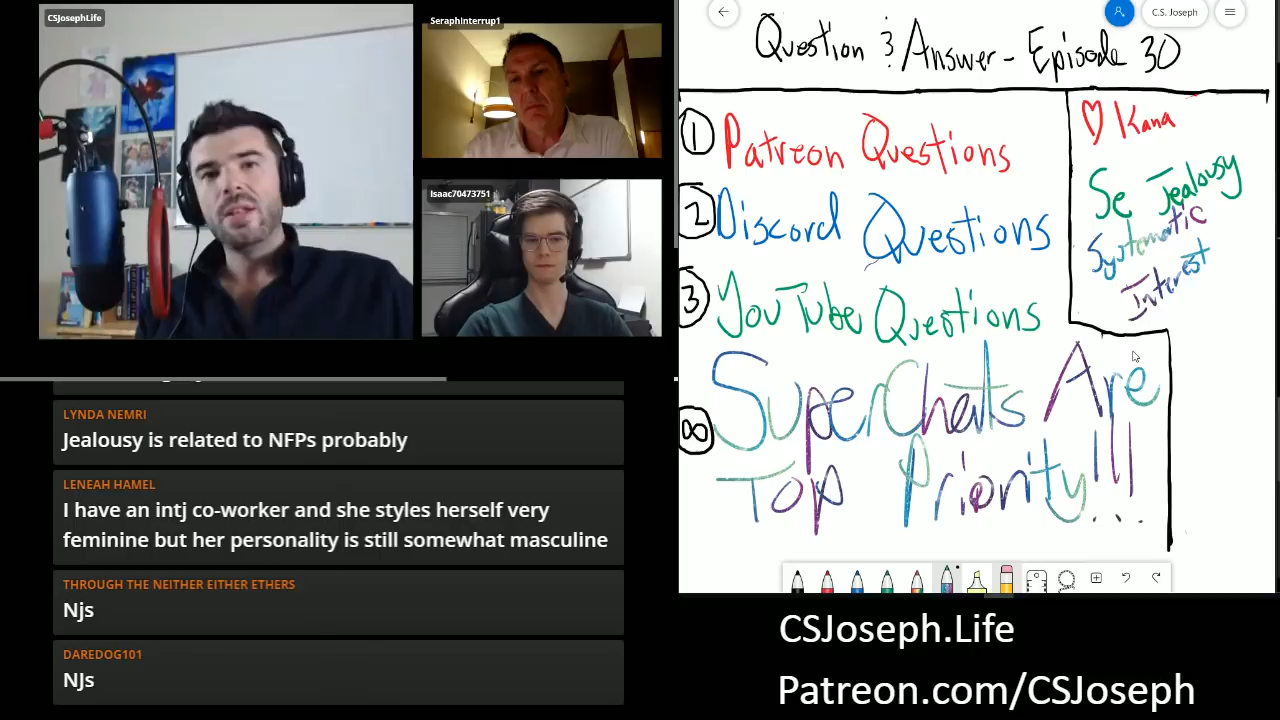 CSJosephLife
SeraphInterrup1
Isaac70473751
C.S. Joseph
Question & Answer - Episode 30
1 Patreon Questions
2 Discord Questions
3 YouTube Questions
∞ SuperChats Are
Top Priority!!!
♡ Kana
Se Jealousy
Systematic
Interest
LYNDA NEMRI
Jealousy is related to NFPs probably
LENEAH HAMEL
I have an intj co-worker and she styles herself very
feminine but her personality is still somewhat masculine
THROUGH THE NEITHER EITHER ETHERS
Njs
DAREDOG101
NJs
CSJoseph.Life
Patreon.com/CSJoseph